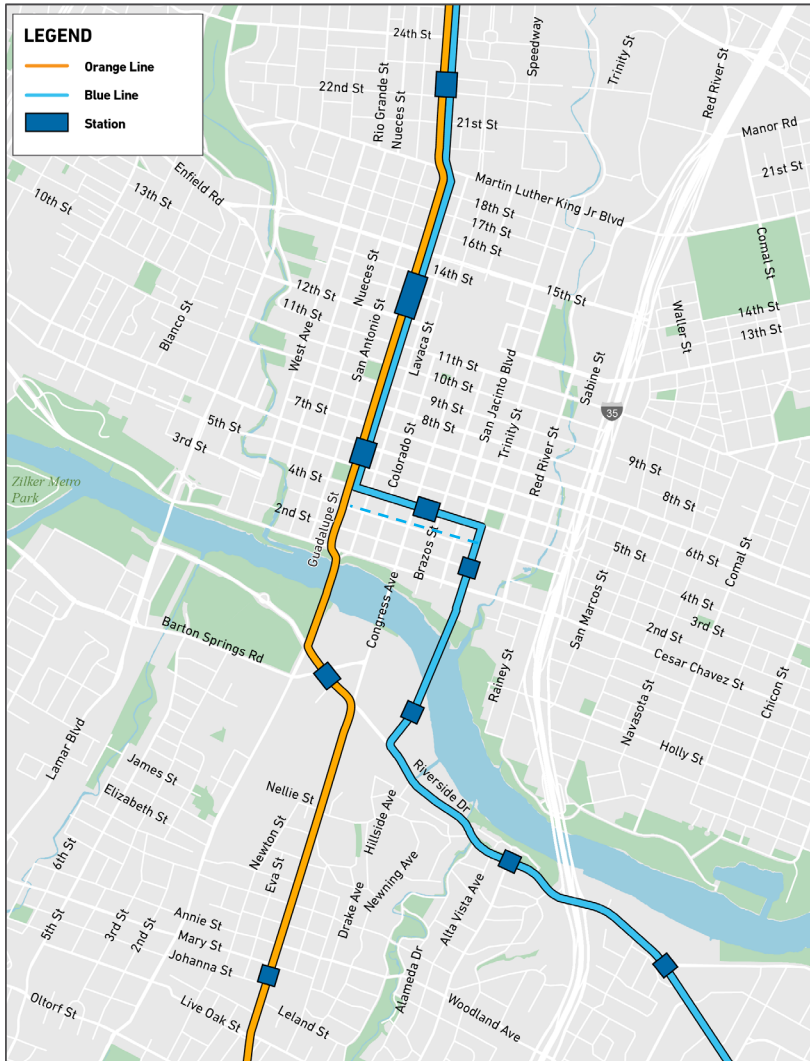 LEGEND
Orange Line
Blue Line
Station
24th St
Speedway
Trinity St
Red River St
22nd St
Rio Grande St
Nueces St
21st St
Manor Rd
21st St
Enfield Rd
Martin Luther King Jr Blvd
10th St
13th St
18th St
17th St
16th St
Comal St
14th St
Nueces St
12th St
11th St
15th St
Blanco St
West Ave
San Antonio St
Lavaca St
Waller St
14th St
13th St
11th St
10th St
9th St
8th St
San Jacinto Blvd
Trinity St
Sabine St
35
7th St
5th St
3rd St
Colorado St
Red River St
9th St
8th St
Zilker Metro
Park
4th St
2nd St
Guadalupe St
Brazos St
5th St
6th St
Comal St
4th St
3rd St
2nd St
Congress Ave
San Marcos St
Cesar Chavez St
Barton Springs Rd
Rainey St
Navasota St
Chicon St
Lamar Blvd
Holly St
James St
Elizabeth St
Nellie St
Riverside Dr
Hillside Ave
Newton St
Eva St
6th St
Newning Ave
Drake Ave
Alta Vista Ave
5th St
3rd St
2nd St
Annie St
Mary St
Johanna St
Alameda Dr
Oltorf St
Live Oak St
Leland St
Woodland Ave